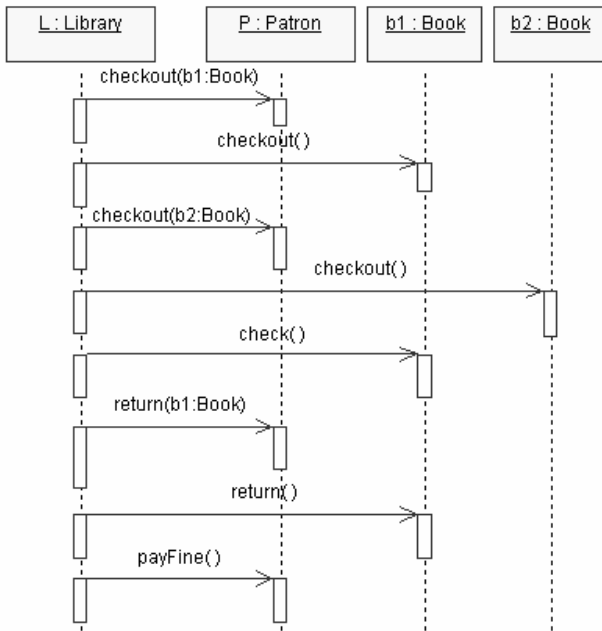 L : Library
P : Patron
b1 : Book
b2 : Book
checkout(b1:Book)
checkout( )
checkout(b2:Book)
checkout( )
check( )
return(b1:Book)
return( )
payFine( )